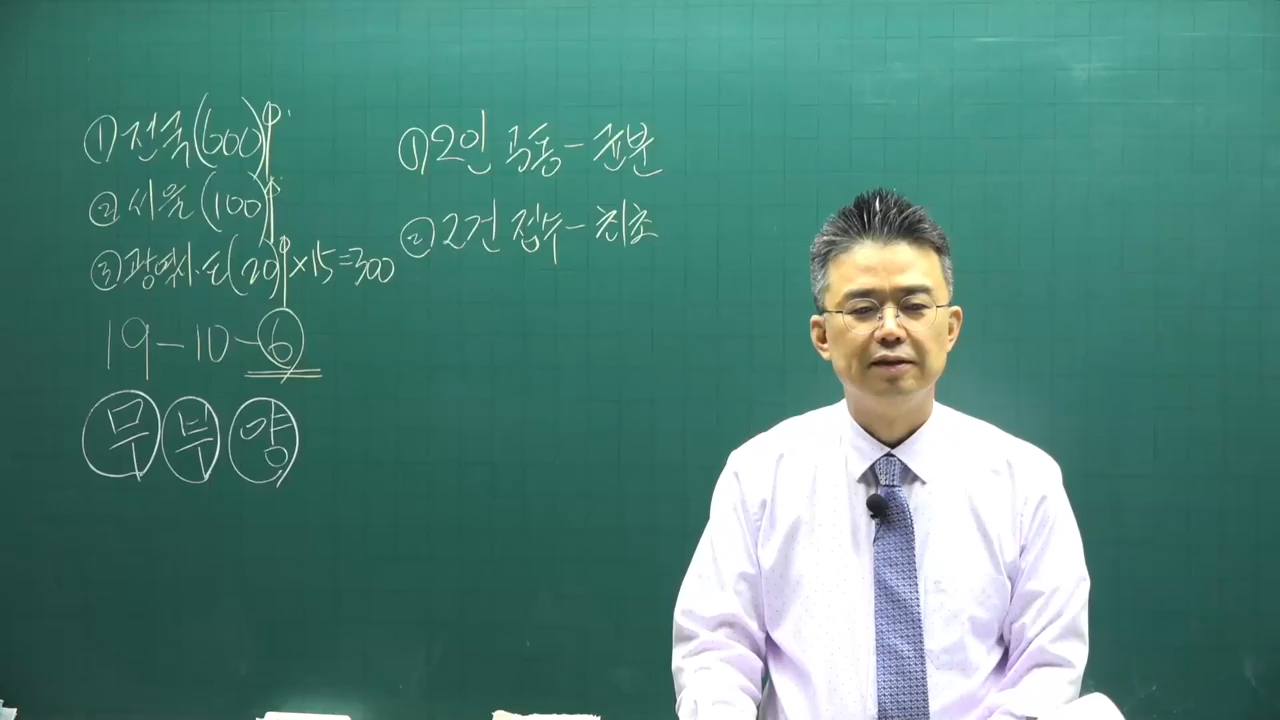 ① 전국(600)
② 서울(100)
③ 광역시·도(20)×15=300
19-10-6
무 부 양
① 2인 공동-균분
② 2건 접수-최초